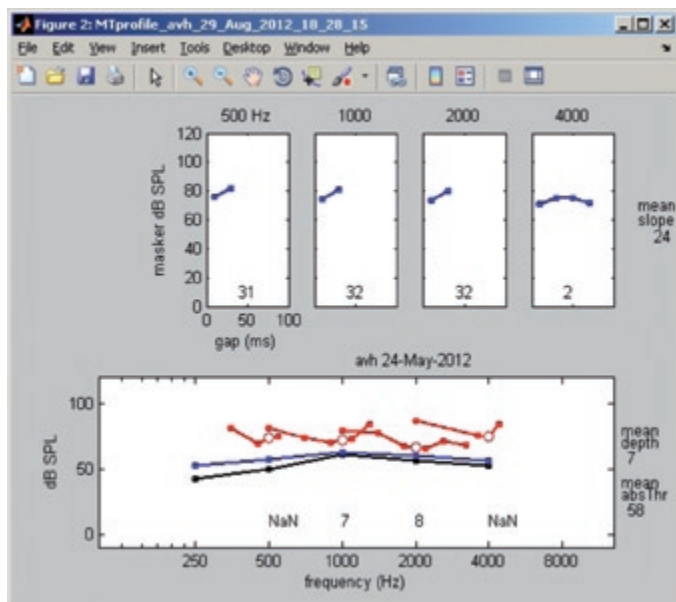 Figure 2: MTprofile_avh_29_Aug_2012_18_28_15
File Edit View Insert Tools Desktop Window Help
500 Hz 1000 2000 4000
120
100
80
60
40
20
0
masker dB SPL
31 32 32 2
0 50 100
gap (ms)
mean
slope
24
avh 24-May-2012
100
50
0
dB SPL
NaN 7 8 NaN
250 500 1000 2000 4000 8000
frequency (Hz)
mean
depth
7
mean
absThr
58